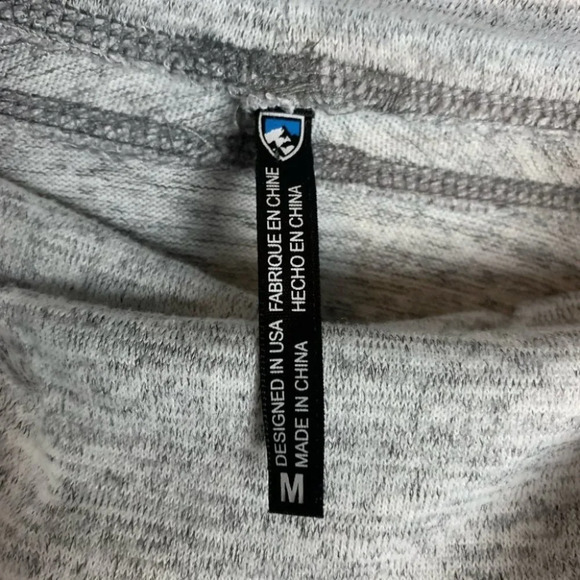 DESIGNED IN USA FABRIQUE EN CHINE
MADE IN CHINA HECHO EN CHINA
M